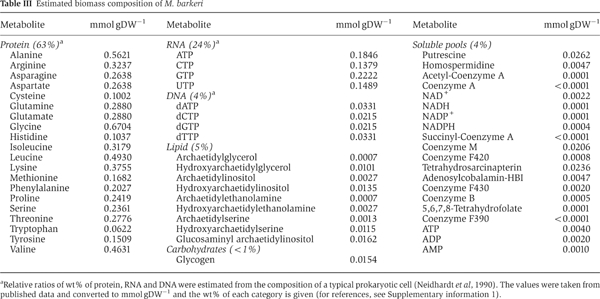 Table III Estimated biomass composition of M. barkeri
Metabolite mmol gDW−1 Metabolite mmol gDW−1 Metabolite mmol gDW−1
Protein (63%)a RNA (24%)a Soluble pools (4%)
Alanine 0.5621 ATP 0.1846 Putrescine 0.0262
Arginine 0.3237 CTP 0.1379 Homospermidine 0.0047
Asparagine 0.2638 GTP 0.2222 Acetyl-Coenzyme A 0.0001
Aspartate 0.2638 UTP 0.1489 Coenzyme A <0.0001
Cysteine 0.1002 DNA (4%)a NAD+ 0.0022
Glutamine 0.2880 dATP 0.0331 NADH 0.0001
Glutamate 0.2880 dCTP 0.0215 NADP+ 0.0001
Glycine 0.6704 dGTP 0.0215 NADPH 0.0004
Histidine 0.1037 dTTP 0.0331 Succinyl-Coenzyme A <0.0001
Isoleucine 0.3179 Lipid (5%) Coenzyme M 0.0206
Leucine 0.4930 Archaetidylglycerol 0.0007 Coenzyme F420 0.0008
Lysine 0.3755 Hydroxyarchaetidylglycerol 0.0101 Tetrahydrosarcinapterin 0.0236
Methionine 0.1682 Archaetidylinositol 0.0027 Adenosylcobalamin-HBI 0.0047
Phenylalanine 0.2027 Hydroxyarchaetidylinositol 0.0135 Coenzyme F430 0.0020
Proline 0.2419 Archaetidylethanolamine 0.0007 Coenzyme B 0.0005
Serine 0.2361 Hydroxyarchaetidylethanolamine 0.0027 5,6,7,8-Tetrahydrofolate 0.0001
Threonine 0.2776 Archaetidylserine 0.0013 Coenzyme F390 <0.0001
Tryptophan 0.0622 Hydroxyarchaetidylserine 0.0115 ATP 0.0040
Tyrosine 0.1509 Glucosaminyl archaetidylinositol 0.0162 ADP 0.0020
Valine 0.4631 Carbohydrates (<1%) AMP 0.0010
Glycogen 0.0154
aRelative ratios of wt% of protein, RNA and DNA were estimated from the composition of a typical prokaryotic cell (Neidhardt et al, 1990). The values were taken from
published data and converted to mmol gDW−1 and the wt% of each category is given (for references, see Supplementary information 1).